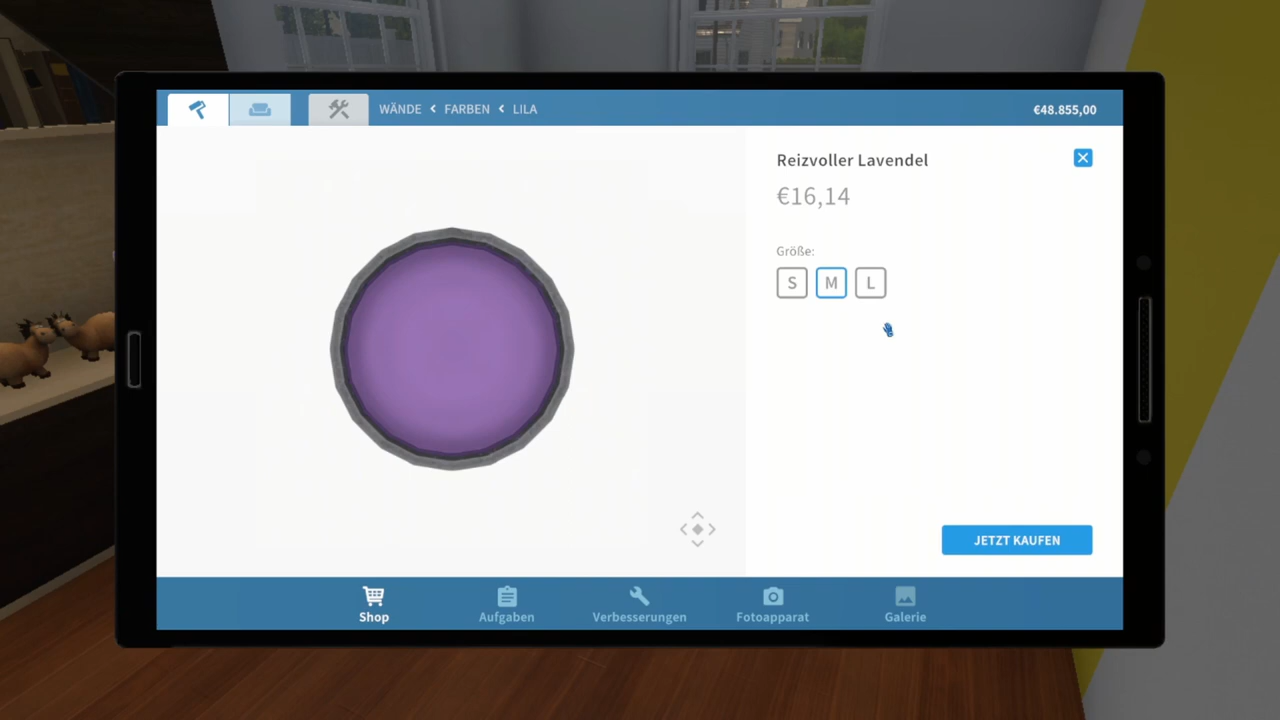 WÄNDE < FARBEN < LILA
€48.855,00
Reizvoller Lavendel
€16,14
Größe:
S M L
JETZT KAUFEN
Shop Aufgaben Verbesserungen Fotoapparat Galerie